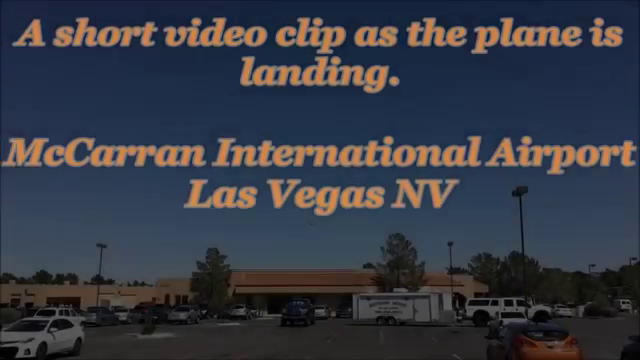 A short video clip as the plane is
landing.
McCarran International Airport
Las Vegas NV